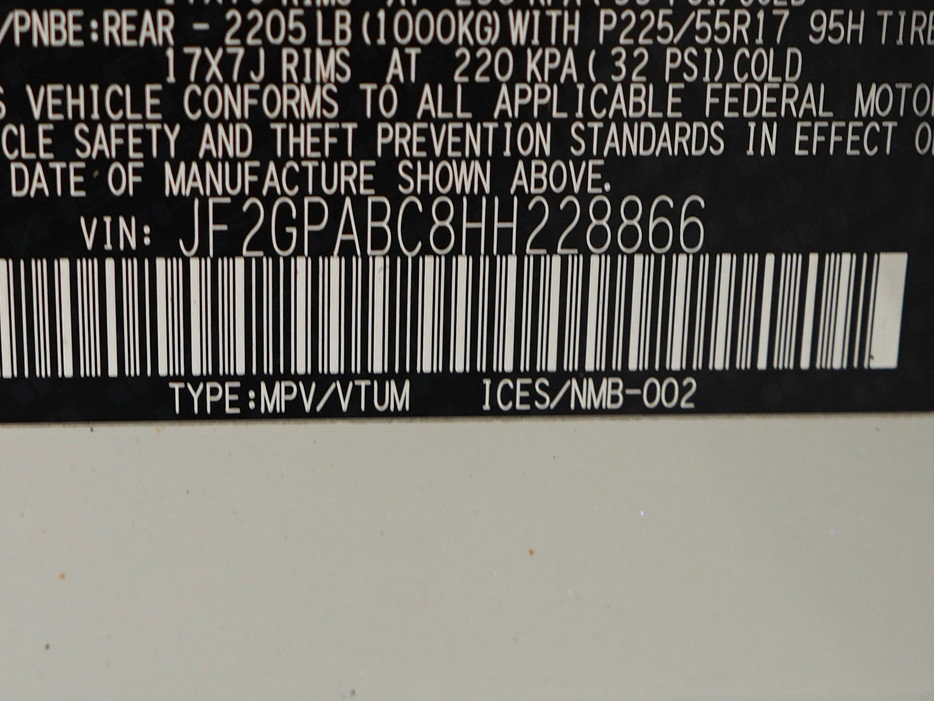 /PNBE:REAR - 2205 LB (1000KG) WITH P225/55R17 95H TIRE
17X7J RIMS AT 220 KPA ( 32 PSI) COLD
VEHICLE CONFORMS TO ALL APPLICABLE FEDERAL MOTO
CLE SAFETY AND THEFT PREVENTION STANDARDS IN EFFECT O
DATE OF MANUFACTURE SHOWN ABOVE.
VIN: JF2GPABC8HH228866
TYPE:MPV/VTUM ICES/NMB-002